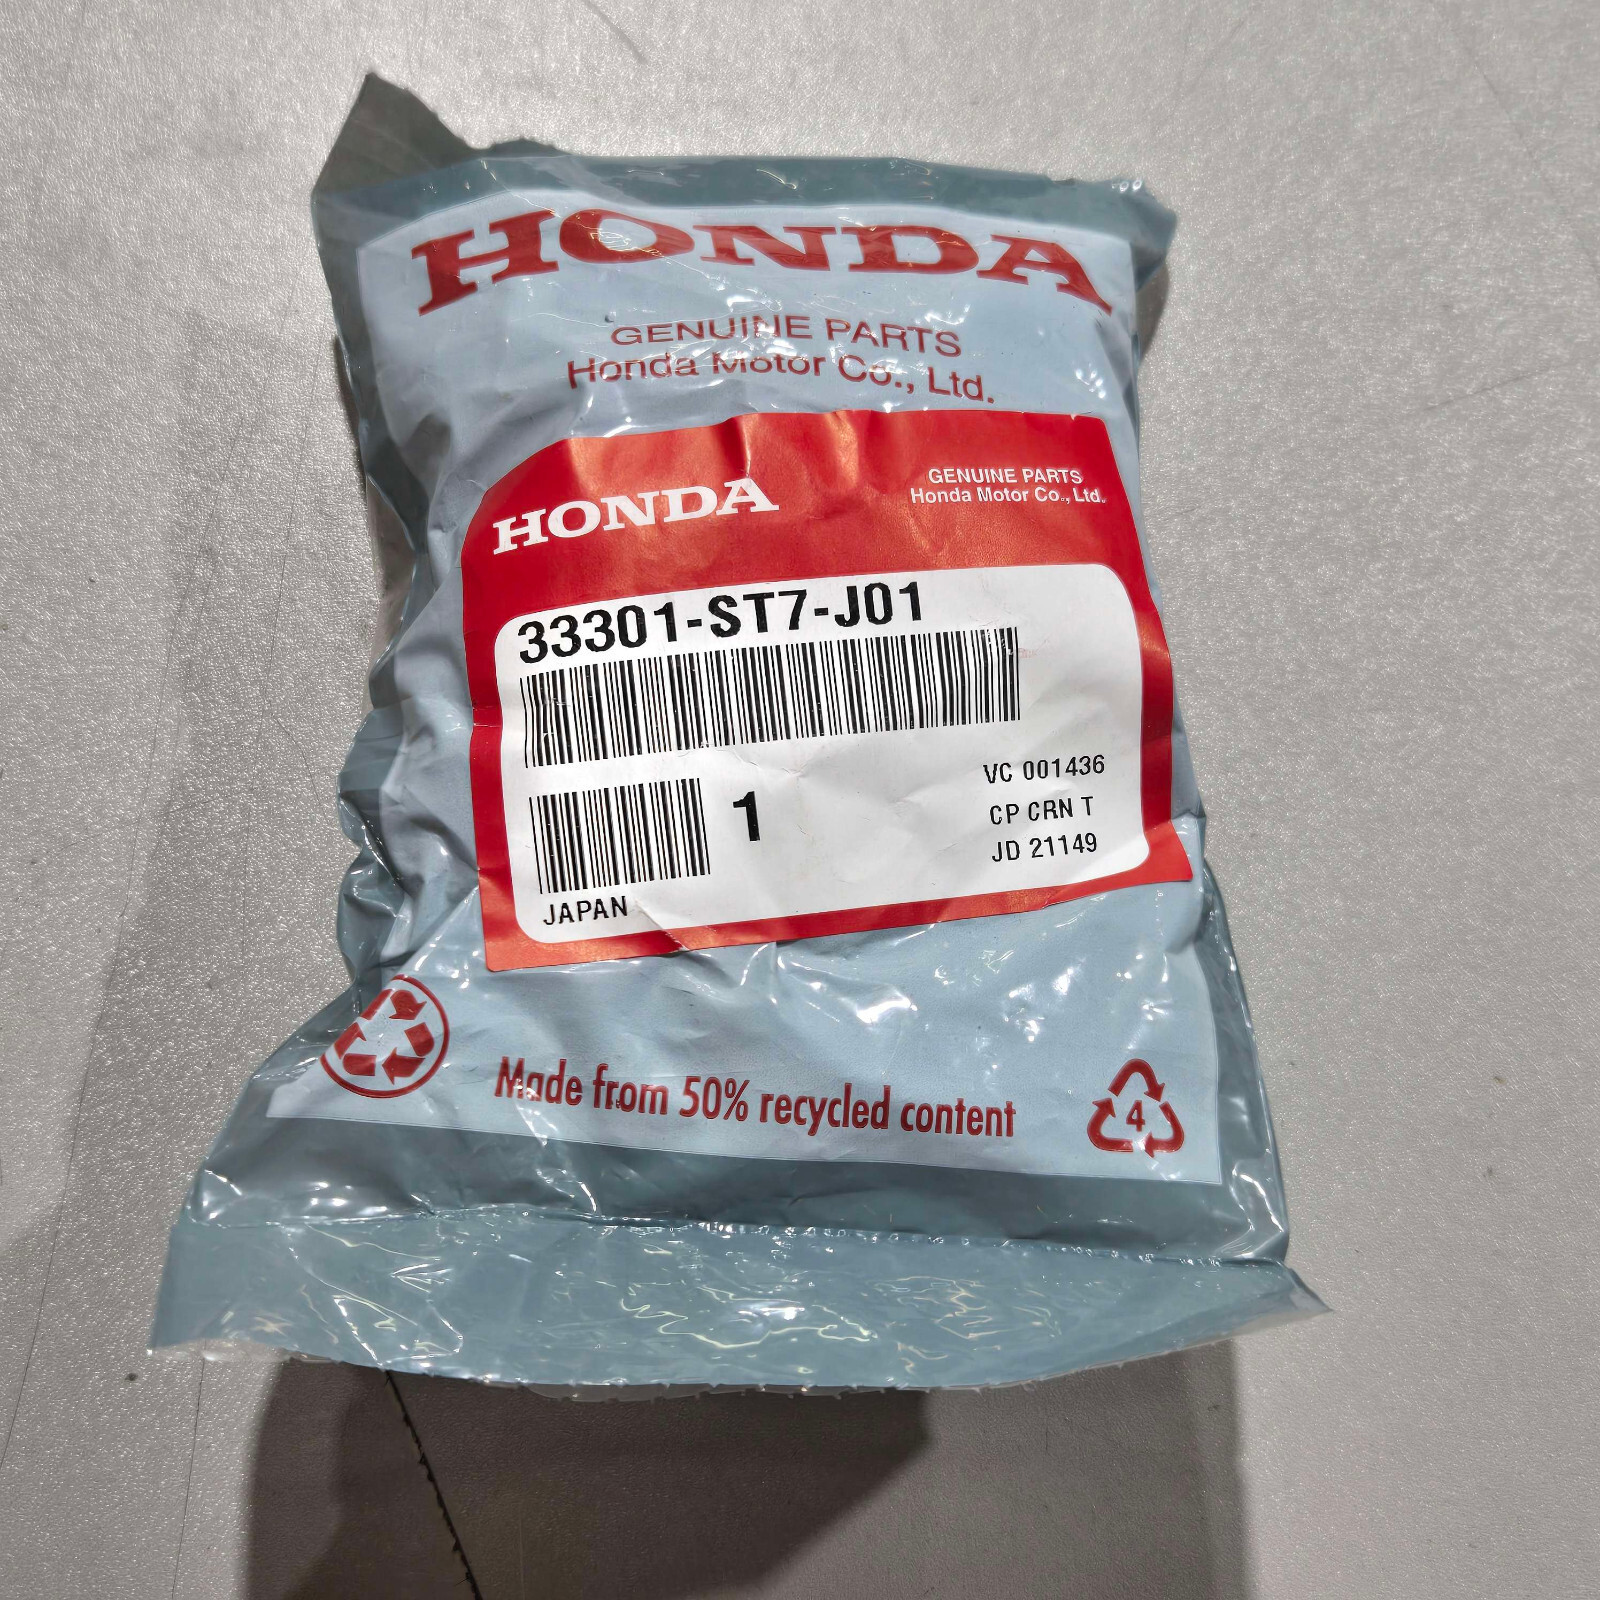 HONDA
GENUINE PARTS
Honda Motor Co., Ltd.
HONDA
GENUINE PARTS
Honda Motor Co., Ltd.
33301-ST7-J01
1
VC 001436
CP CRN T
JD 21149
JAPAN
Made from 50% recycled content
4